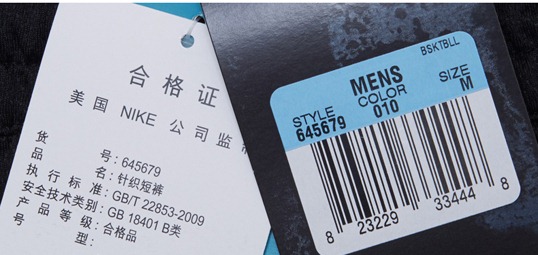 合格证
美国 NIKE 公司监制
货号:645679
品名:针织短裤
执行标准:GB/T 22853-2009
安全技术类别:GB 18401 B类
产品等级:合格品
号型:
BSKTBLL
MENS
STYLE COLOR SIZE
645679 010 M
8 23229 33444 8